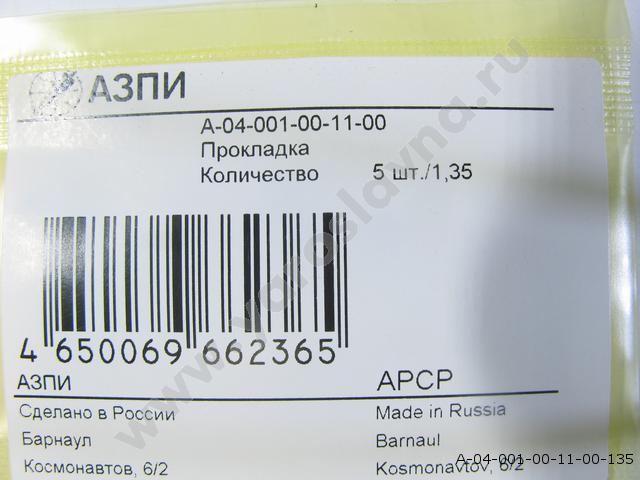 АЗПИ
А-04-001-00-11-00
Прокладка
Количество 5 шт./1,35
4 650069 662365
АЗПИ APCP
Сделано в России Made in Russia
Барнаул Barnaul
Космонавтов, 6/2 Kosmonavtov, 6/2
A-04-001-00-11-00-135
www.yaroslavna.ru